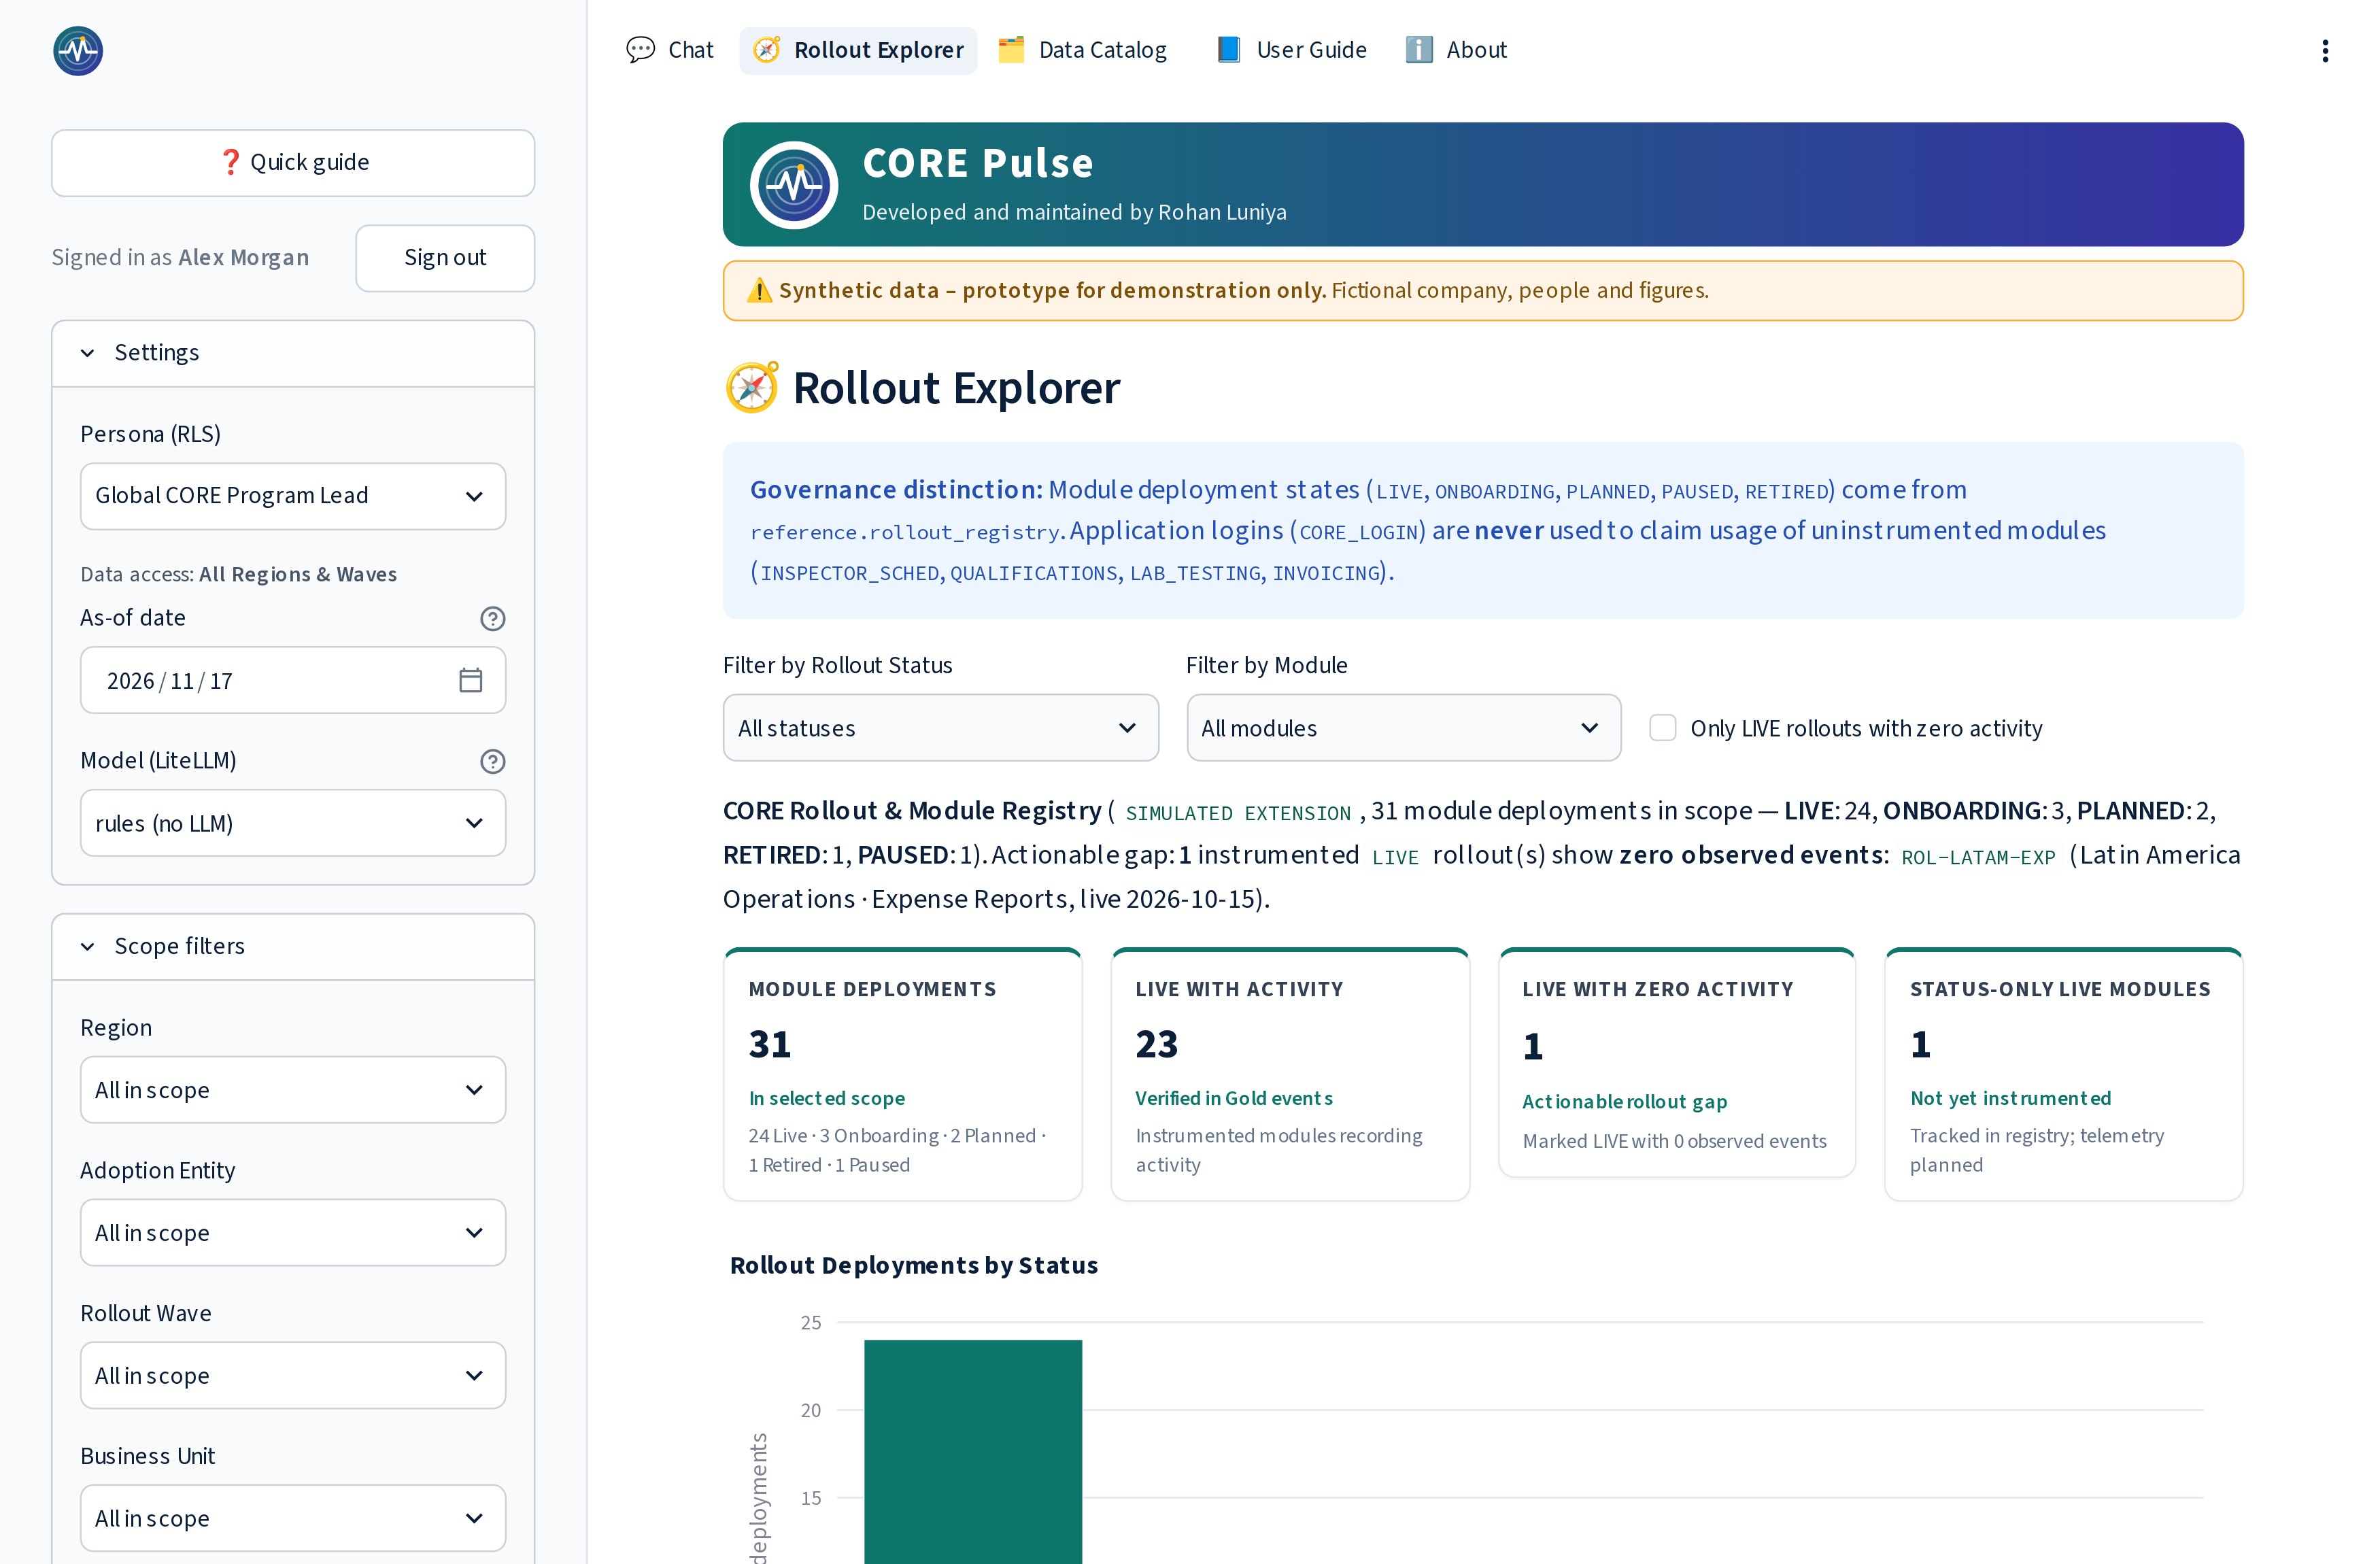 ❓ Quick guide
Signed in as Alex Morgan
Sign out
Settings
Persona (RLS)
Global CORE Program Lead
Data access: All Regions & Waves
As-of date
2026 / 11 / 17
Model (LiteLLM)
rules (no LLM)
Scope filters
Region
All in scope
Adoption Entity
All in scope
Rollout Wave
All in scope
Business Unit
All in scope
💬 Chat
🧭 Rollout Explorer
🗂️ Data Catalog
📘 User Guide
ℹ️ About
CORE Pulse
Developed and maintained by Rohan Luniya
⚠️ Synthetic data – prototype for demonstration only. Fictional company, people and figures.
🧭 Rollout Explorer
Governance distinction: Module deployment states (LIVE, ONBOARDING, PLANNED, PAUSED, RETIRED) come from
reference.rollout_registry. Application logins (CORE_LOGIN) are never used to claim usage of uninstrumented modules
(INSPECTOR_SCHED, QUALIFICATIONS, LAB_TESTING, INVOICING).
Filter by Rollout Status
All statuses
Filter by Module
All modules
Only LIVE rollouts with zero activity
CORE Rollout & Module Registry ( SIMULATED EXTENSION , 31 module deployments in scope — LIVE: 24, ONBOARDING: 3, PLANNED: 2,
RETIRED: 1, PAUSED: 1). Actionable gap: 1 instrumented LIVE rollout(s) show zero observed events: ROL-LATAM-EXP (Latin America
Operations · Expense Reports, live 2026-10-15).
MODULE DEPLOYMENTS
31
In selected scope
24 Live · 3 Onboarding · 2 Planned ·
1 Retired · 1 Paused
LIVE WITH ACTIVITY
23
Verified in Gold events
Instrumented modules recording
activity
LIVE WITH ZERO ACTIVITY
1
Actionable rollout gap
Marked LIVE with 0 observed events
STATUS-ONLY LIVE MODULES
1
Not yet instrumented
Tracked in registry; telemetry
planned
Rollout Deployments by Status
25
20
15
deployments